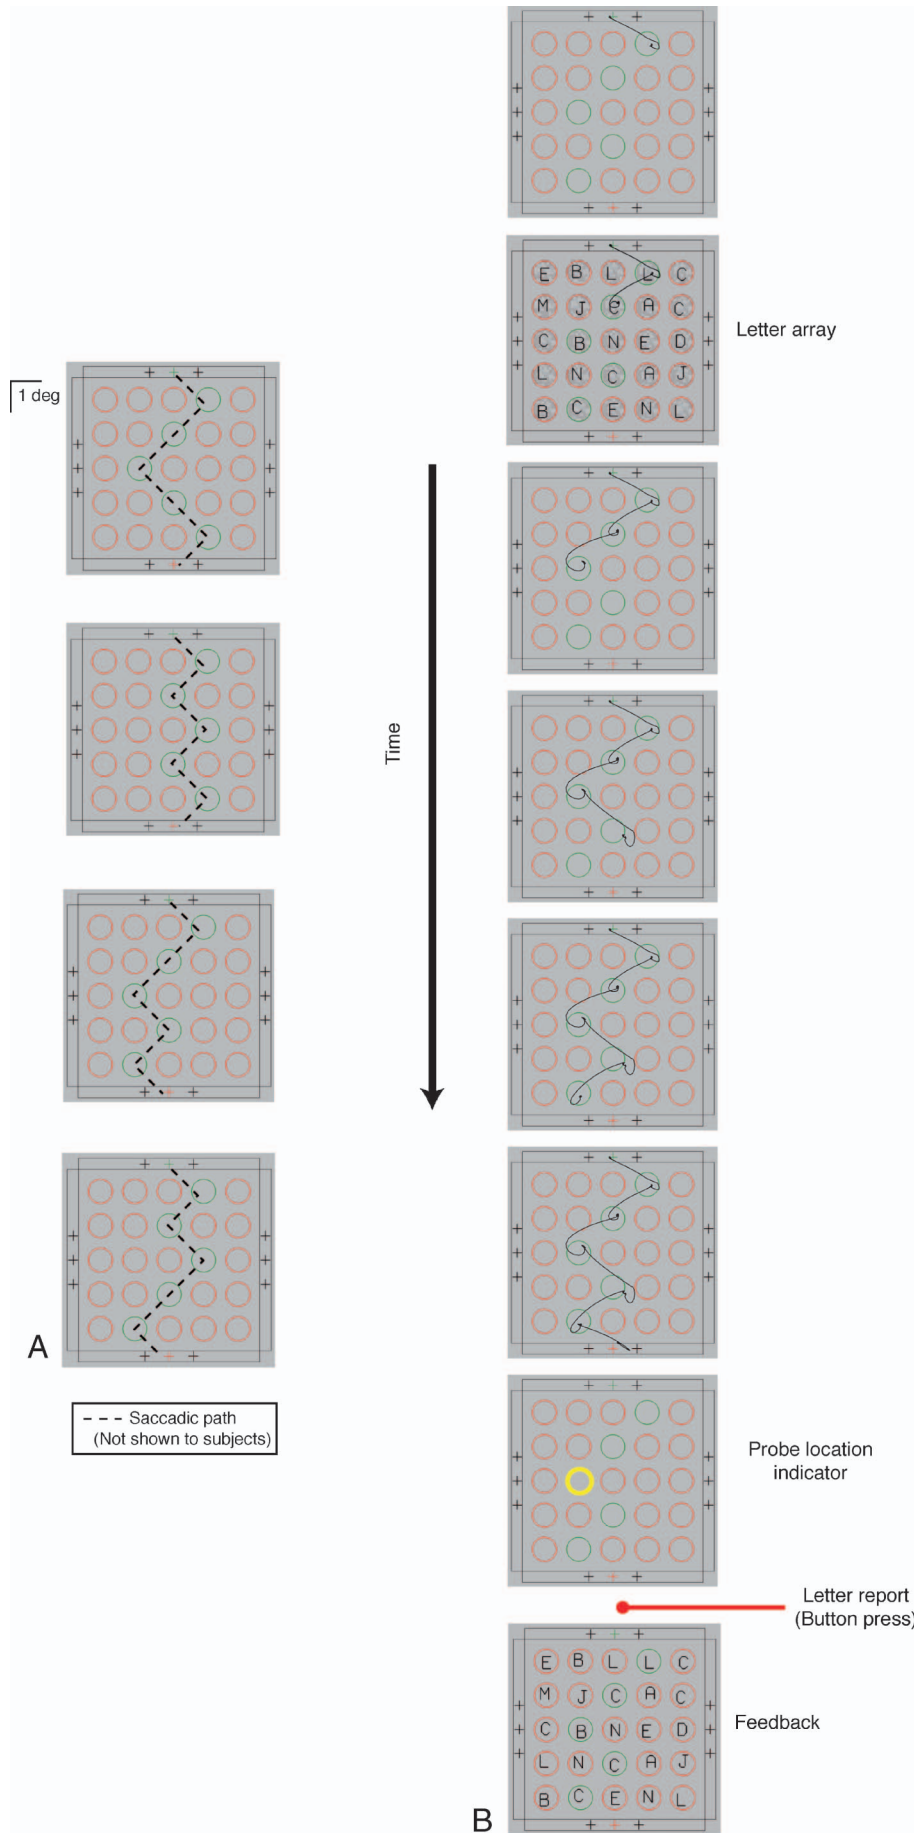 E B L L C
M J C A C
C B N E D
L N C A J
B C E N L
Letter array
1 deg
Time
A
Saccadic path
(Not shown to subjects)
Probe location
indicator
Letter report
(Button press)
E B L L C
M J C A C
C B N E D
L N C A J
B C E N L
Feedback
B